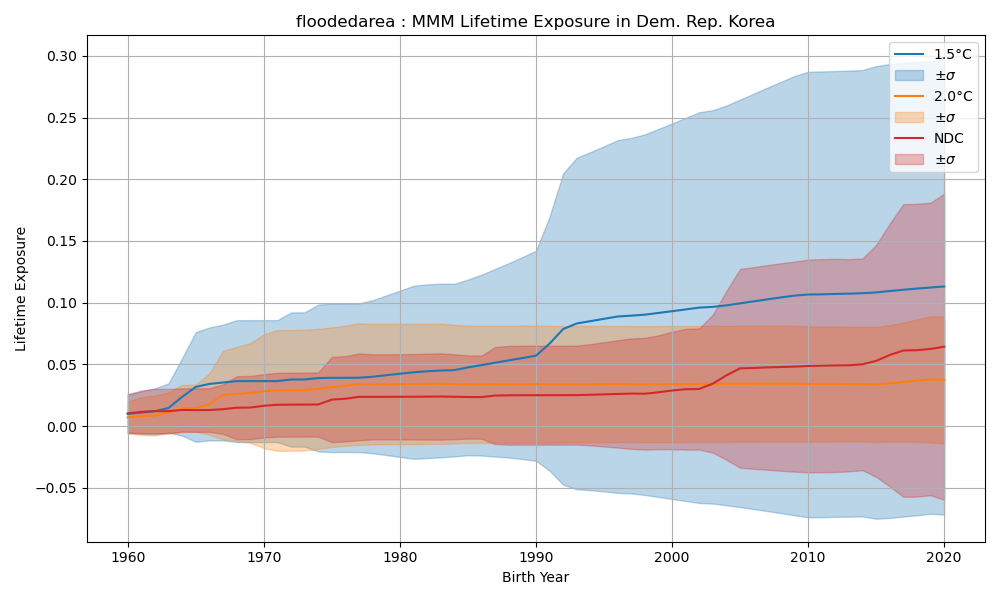 floodedarea : MMM Lifetime Exposure in Dem. Rep. Korea
Lifetime Exposure
0.30
0.25
0.20
0.15
0.10
0.05
0.00
−0.05
1.5°C
±σ
2.0°C
±σ
NDC
±σ
1960 1970 1980 1990 2000 2010 2020
Birth Year